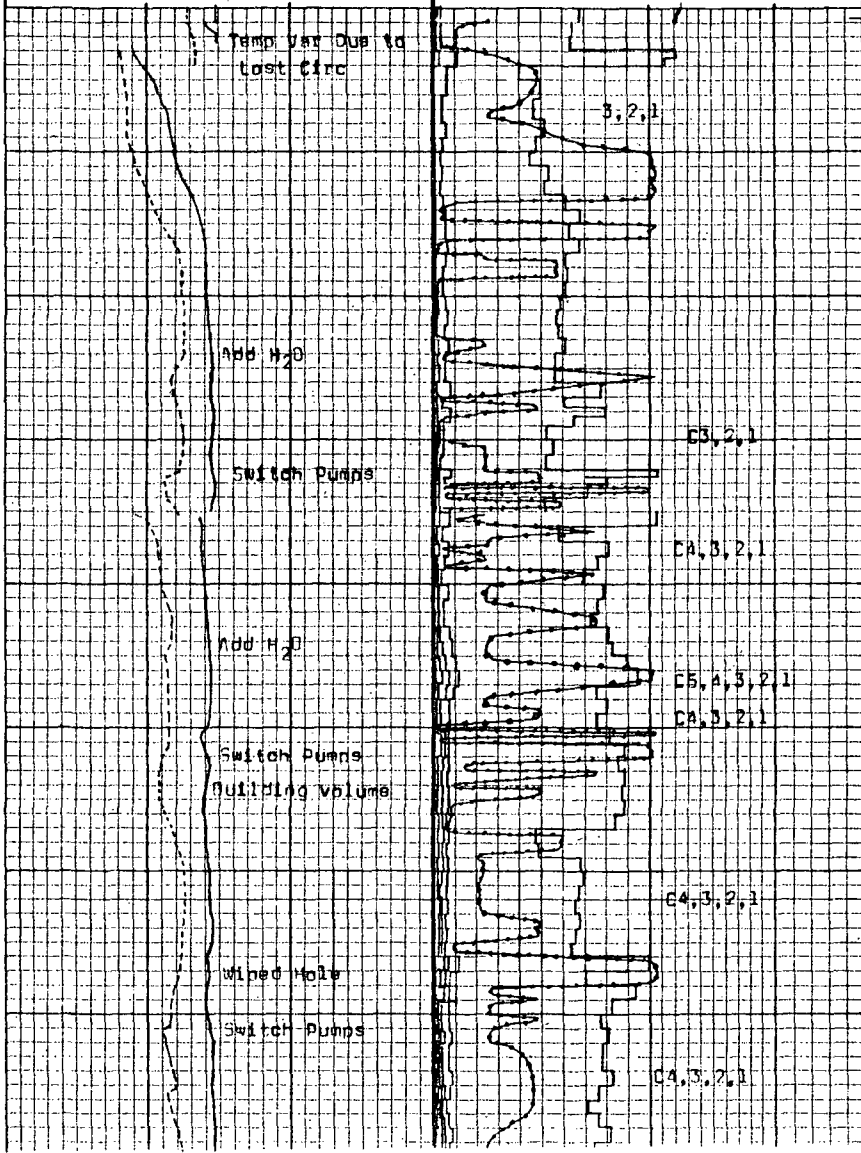 Temp Var Due to
Lost Circ
3,2,1
Add H₂O
C3,2,1
Switch Pumps
C4,3,2,1
Add H₂O
C5,4,3,2,1
C4,3,2,1
Switch Pumps
Building Volume
C4,3,2,1
Wiped Hole
Switch Pumps
C4,3,2,1